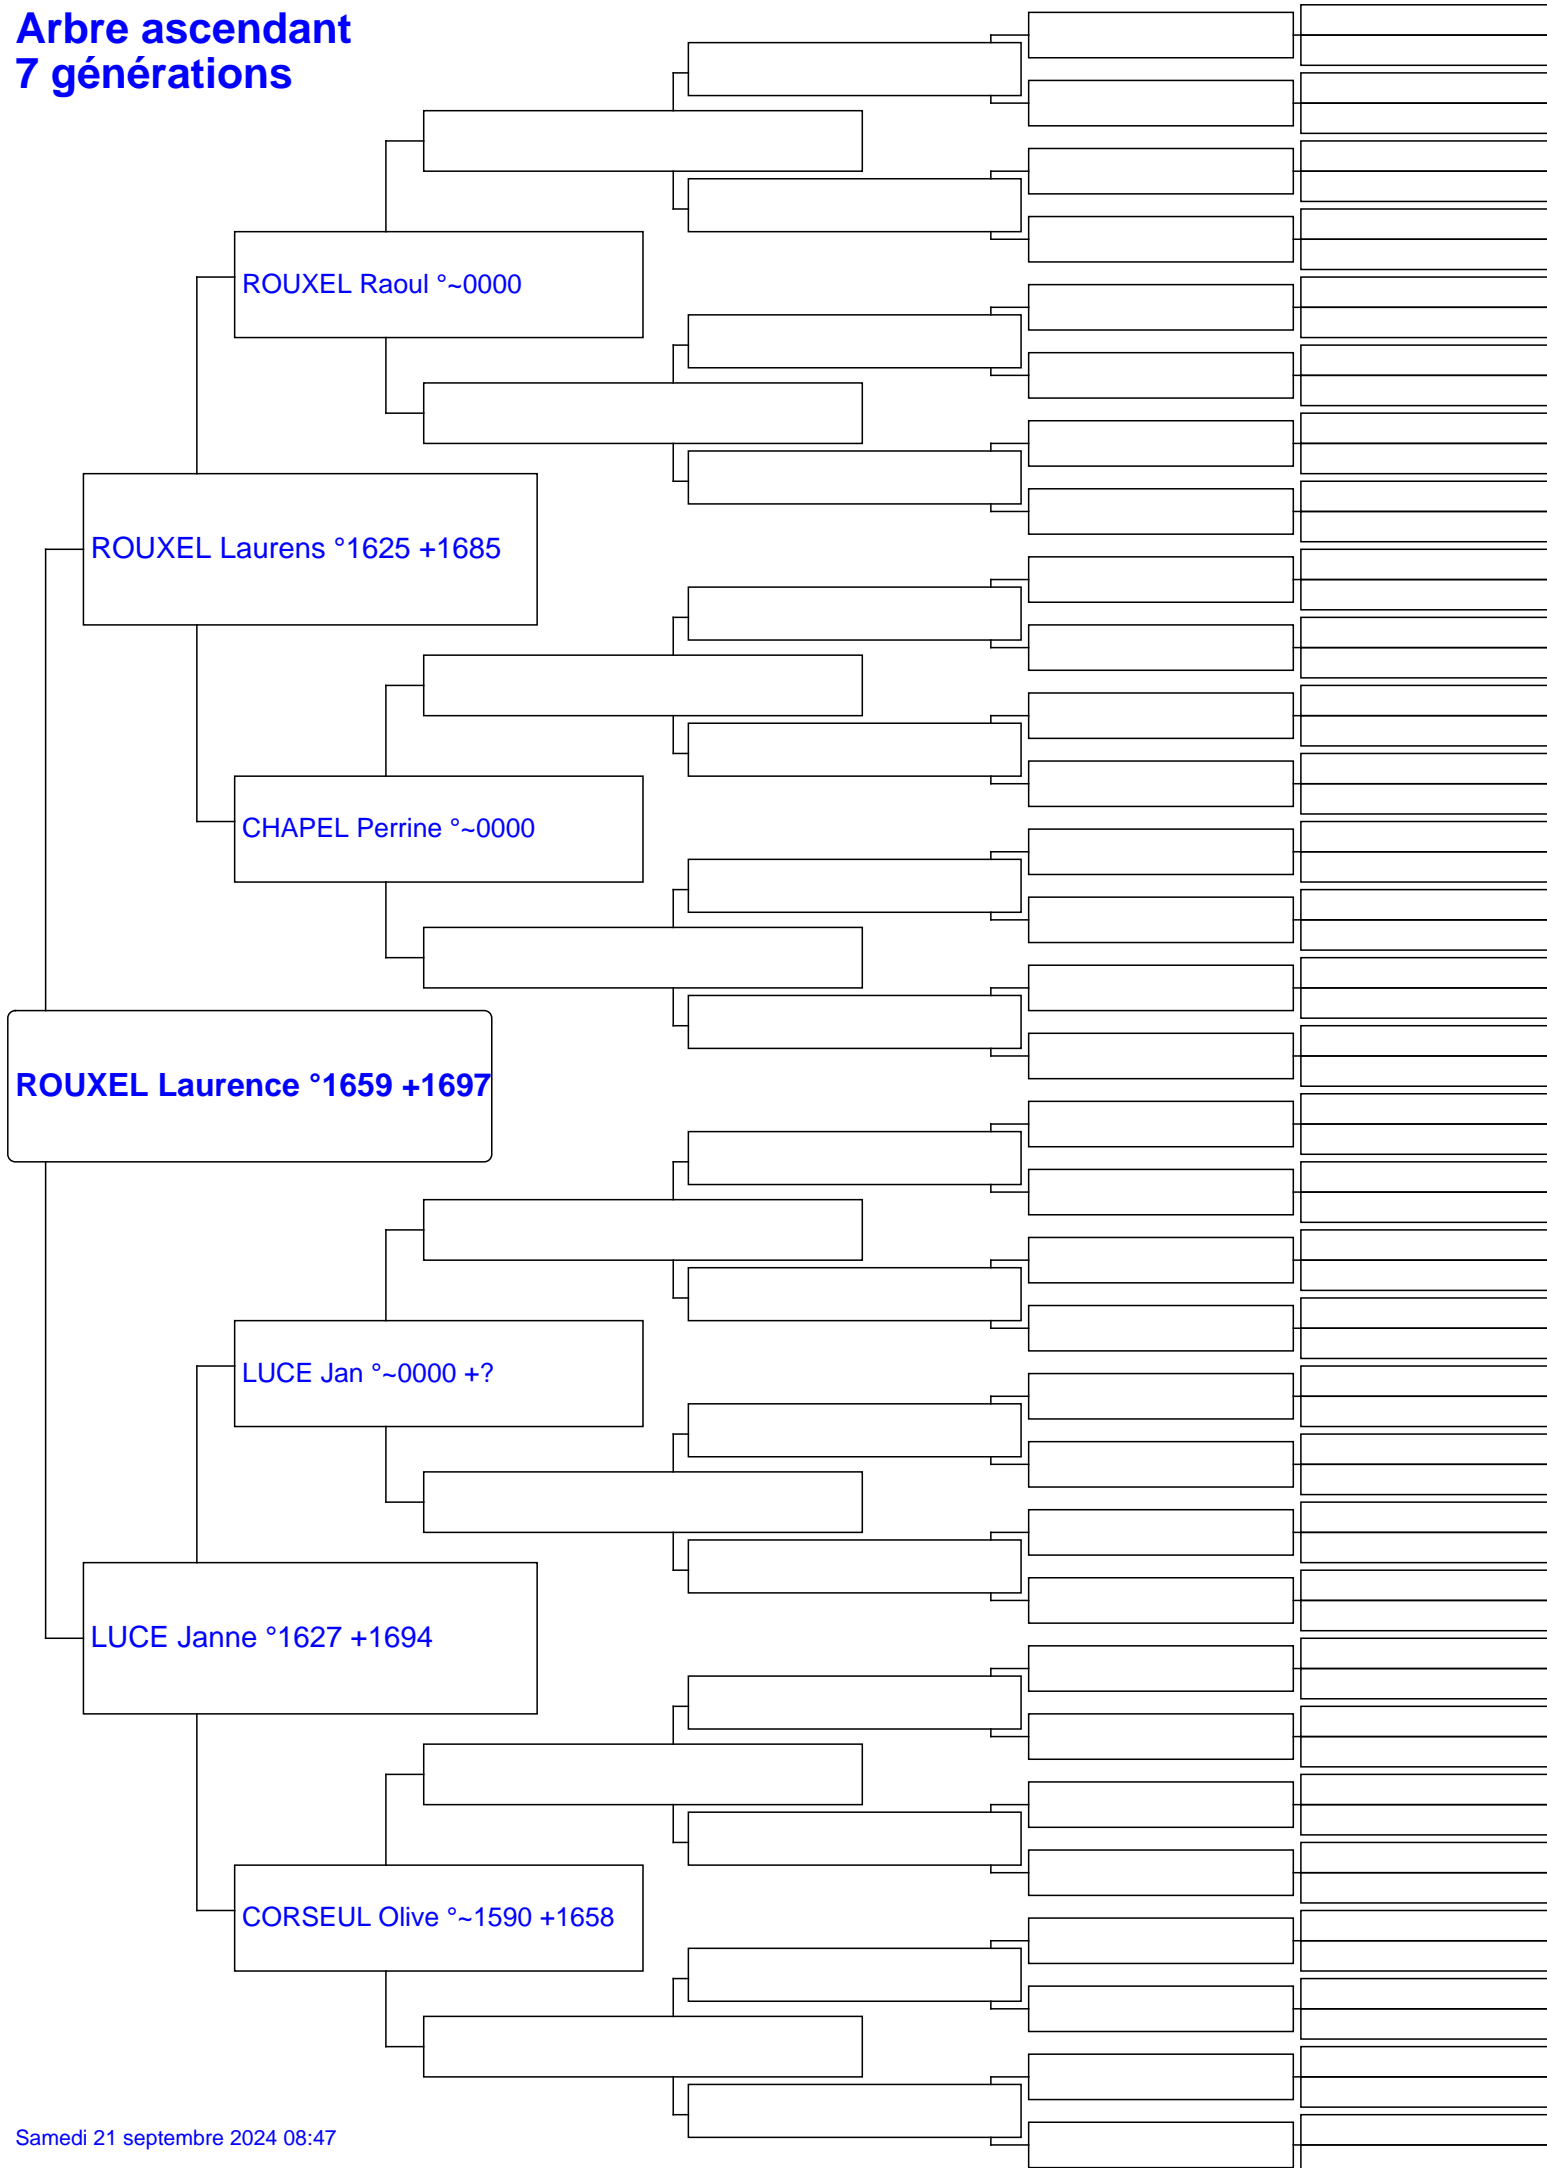 Arbre ascendant
7 générations
ROUXEL Raoul °~0000
ROUXEL Laurens °1625 +1685
CHAPEL Perrine °~0000
ROUXEL Laurence °1659 +1697
LUCE Jan °~0000 +?
LUCE Janne °1627 +1694
CORSEUL Olive °~1590 +1658
Samedi 21 septembre 2024 08:47